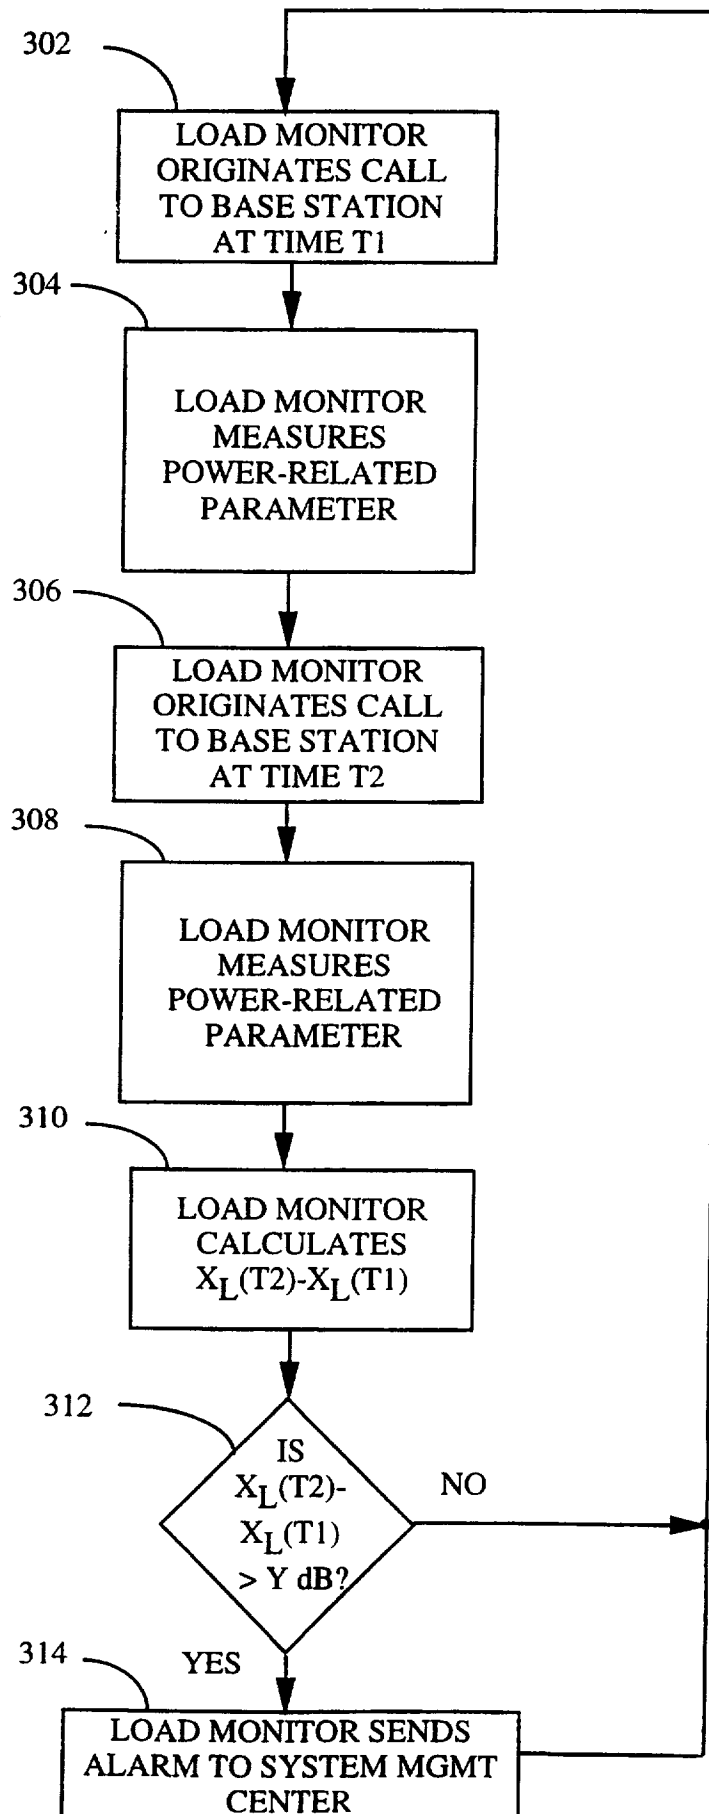 302
LOAD MONITOR
ORIGINATES CALL
TO BASE STATION
AT TIME T1
304
LOAD MONITOR
MEASURES
POWER-RELATED
PARAMETER
306
LOAD MONITOR
ORIGINATES CALL
TO BASE STATION
AT TIME T2
308
LOAD MONITOR
MEASURES
POWER-RELATED
PARAMETER
310
LOAD MONITOR
CALCULATES
XL(T2)-XL(T1)
312
IS
XL(T2)-
XL(T1)
> Y dB?
NO
YES
314
LOAD MONITOR SENDS
ALARM TO SYSTEM MGMT
CENTER